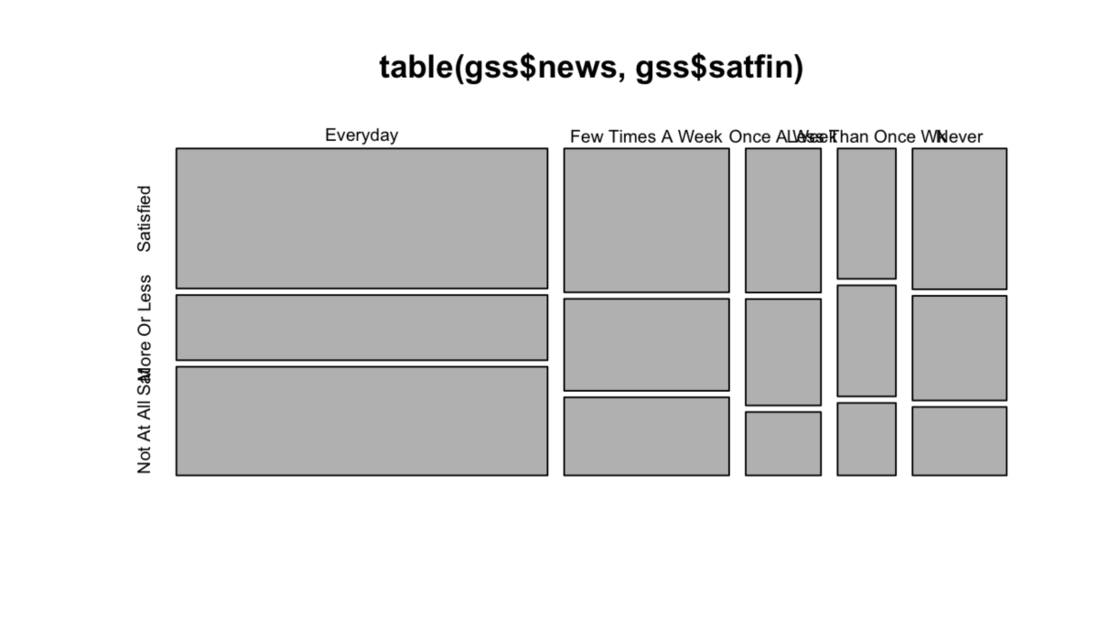 table(gss$news, gss$satfin)
Everyday
Few Times A Week
Once A Week
Less Than Once Wk
Never
Satisfied
More Or Less
Not At All Sat